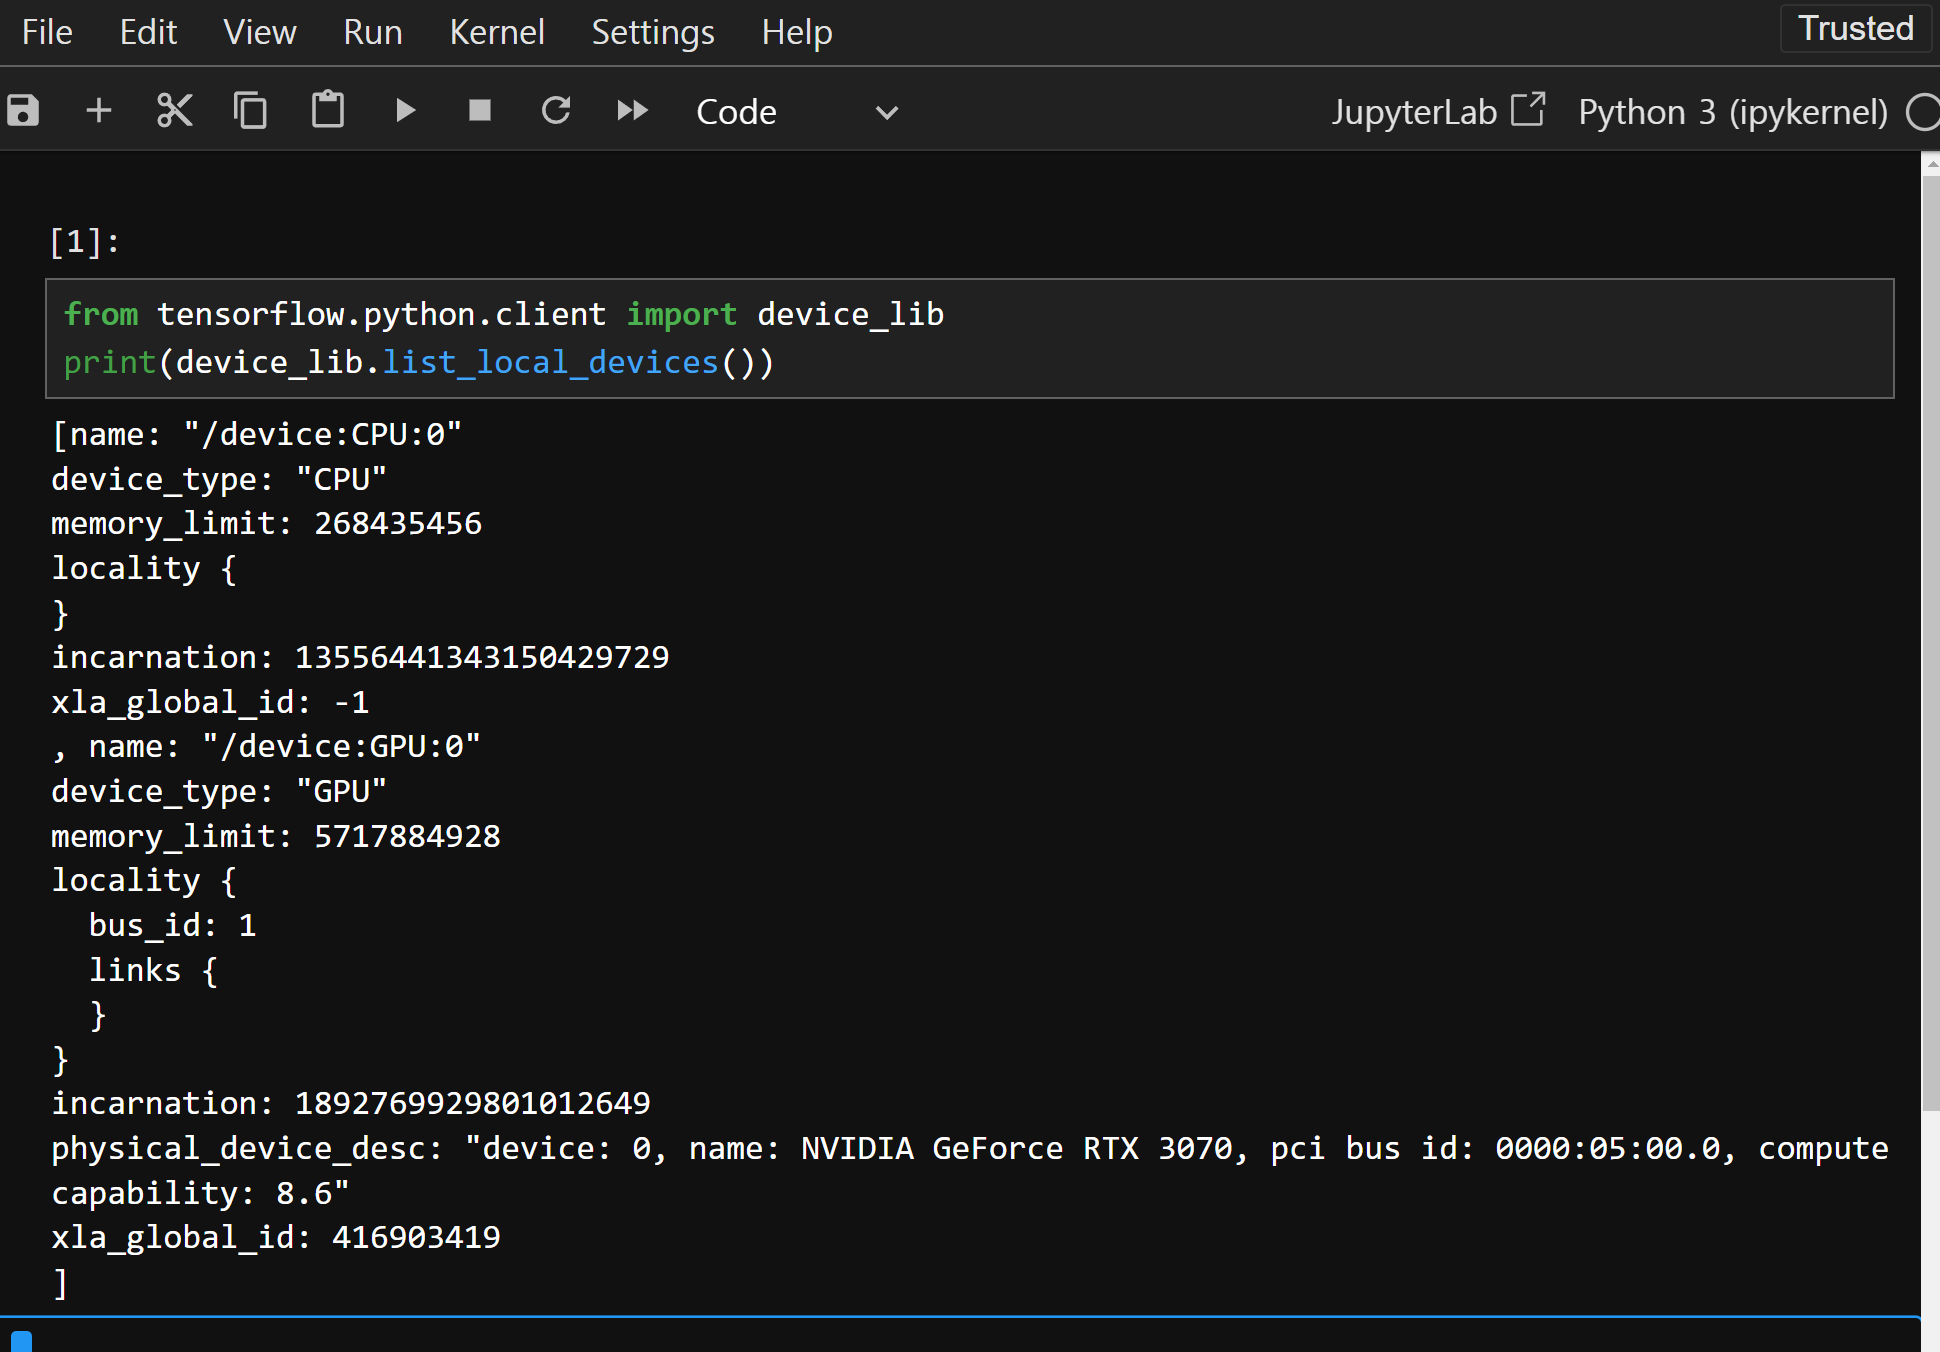 File Edit View Run Kernel Settings Help Trusted
Code JupyterLab Python 3 (ipykernel)
[1]:
from tensorflow.python.client import device_lib
print(device_lib.list_local_devices())
[name: "/device:CPU:0"
device_type: "CPU"
memory_limit: 268435456
locality {
}
incarnation: 13556441343150429729
xla_global_id: -1
, name: "/device:GPU:0"
device_type: "GPU"
memory_limit: 5717884928
locality {
  bus_id: 1
  links {
  }
}
incarnation: 1892769929801012649
physical_device_desc: "device: 0, name: NVIDIA GeForce RTX 3070, pci bus id: 0000:05:00.0, compute
capability: 8.6"
xla_global_id: 416903419
]